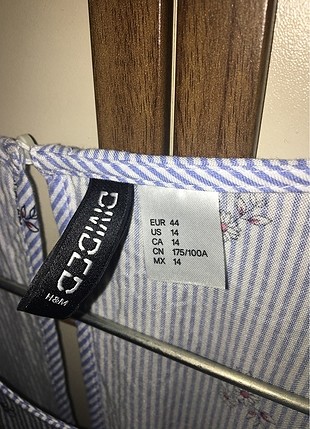 DIVIDED
H&M
EUR 44
US 14
CA 14
CN 175/100A
MX 14